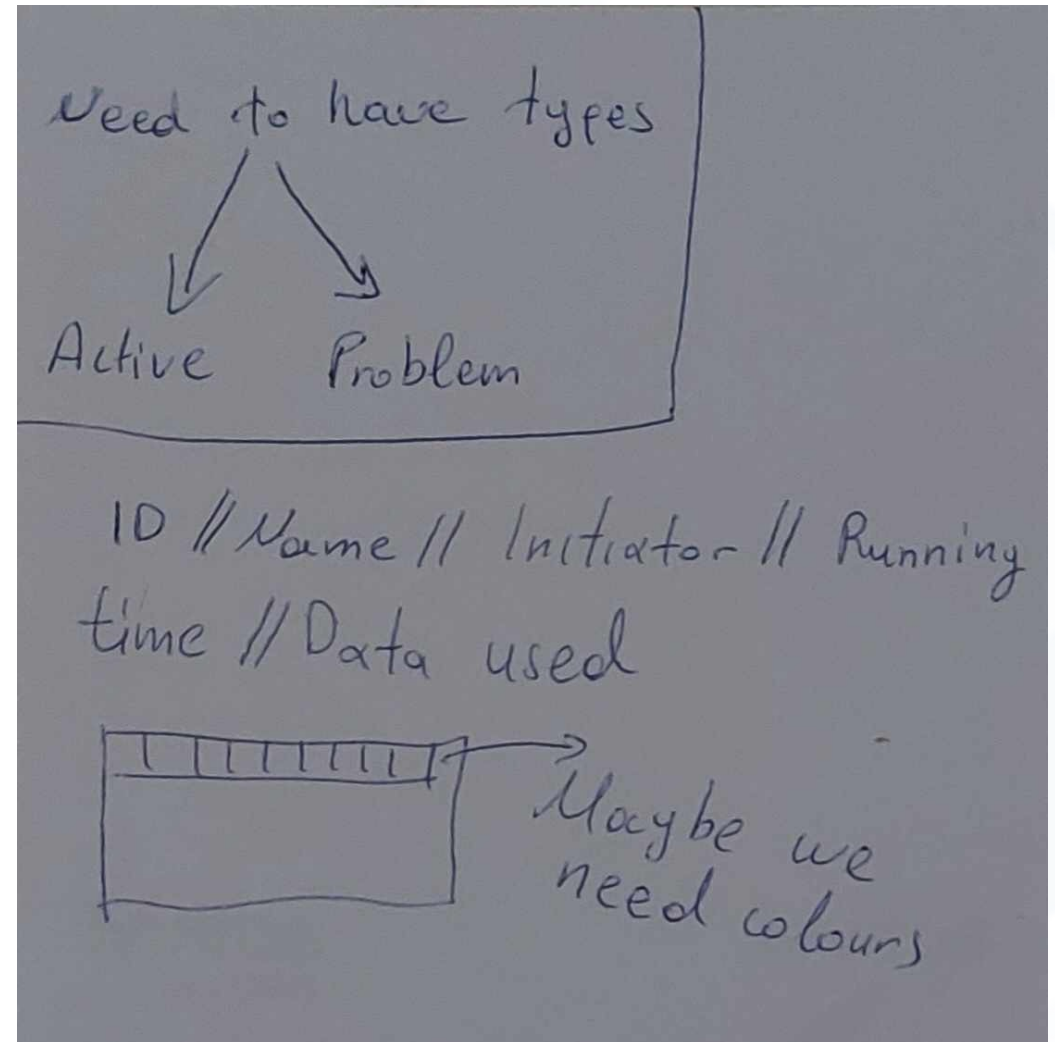 Need to have types
Active Problem
ID // Name // Initiator // Running
time // Data used
Maybe we
need colours